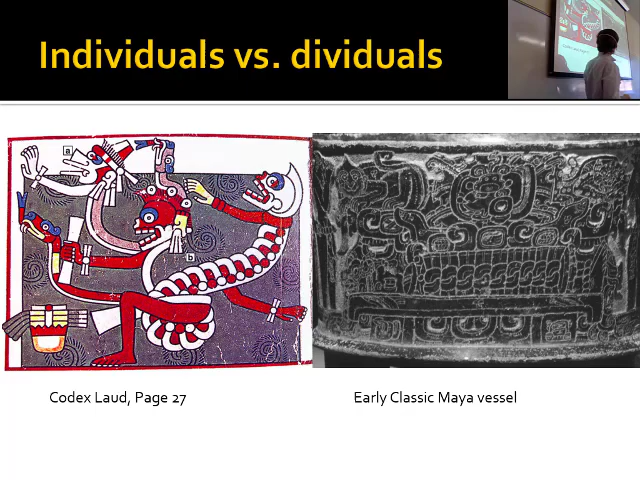 Individuals vs. dividuals
a
b
Codex Laud, Page 27
Early Classic Maya vessel